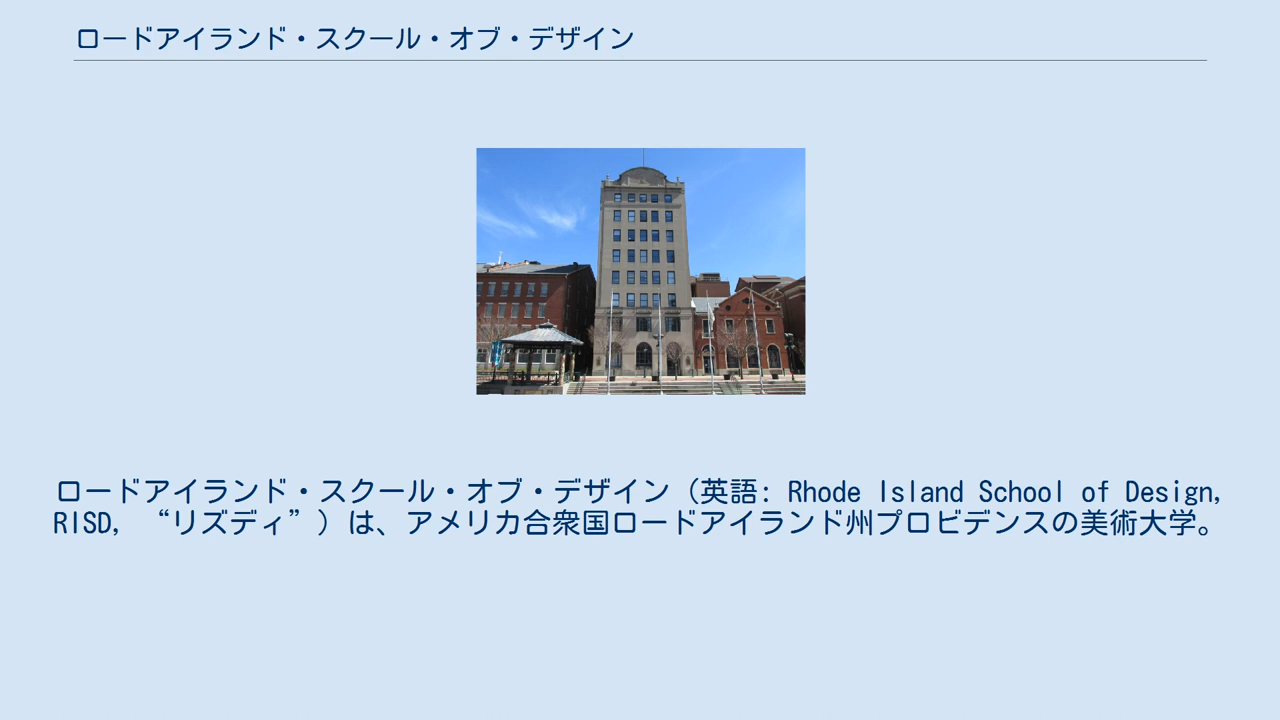 ロードアイランド・スクール・オブ・デザイン
ロードアイランド・スクール・オブ・デザイン（英語: Rhode Island School of Design,
RISD, “リズディ”）は、アメリカ合衆国ロードアイランド州プロビデンスの美術大学。